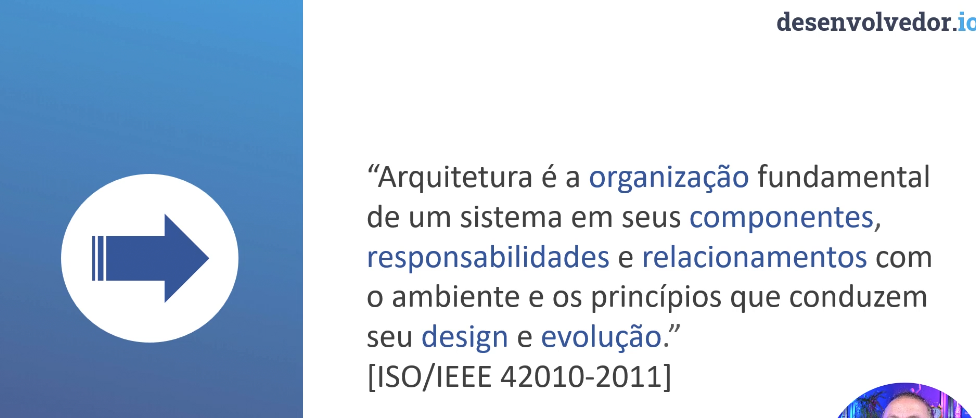 desenvolvedor.io
“Arquitetura é a organização fundamental
de um sistema em seus componentes,
responsabilidades e relacionamentos com
o ambiente e os princípios que conduzem
seu design e evolução.”
[ISO/IEEE 42010-2011]